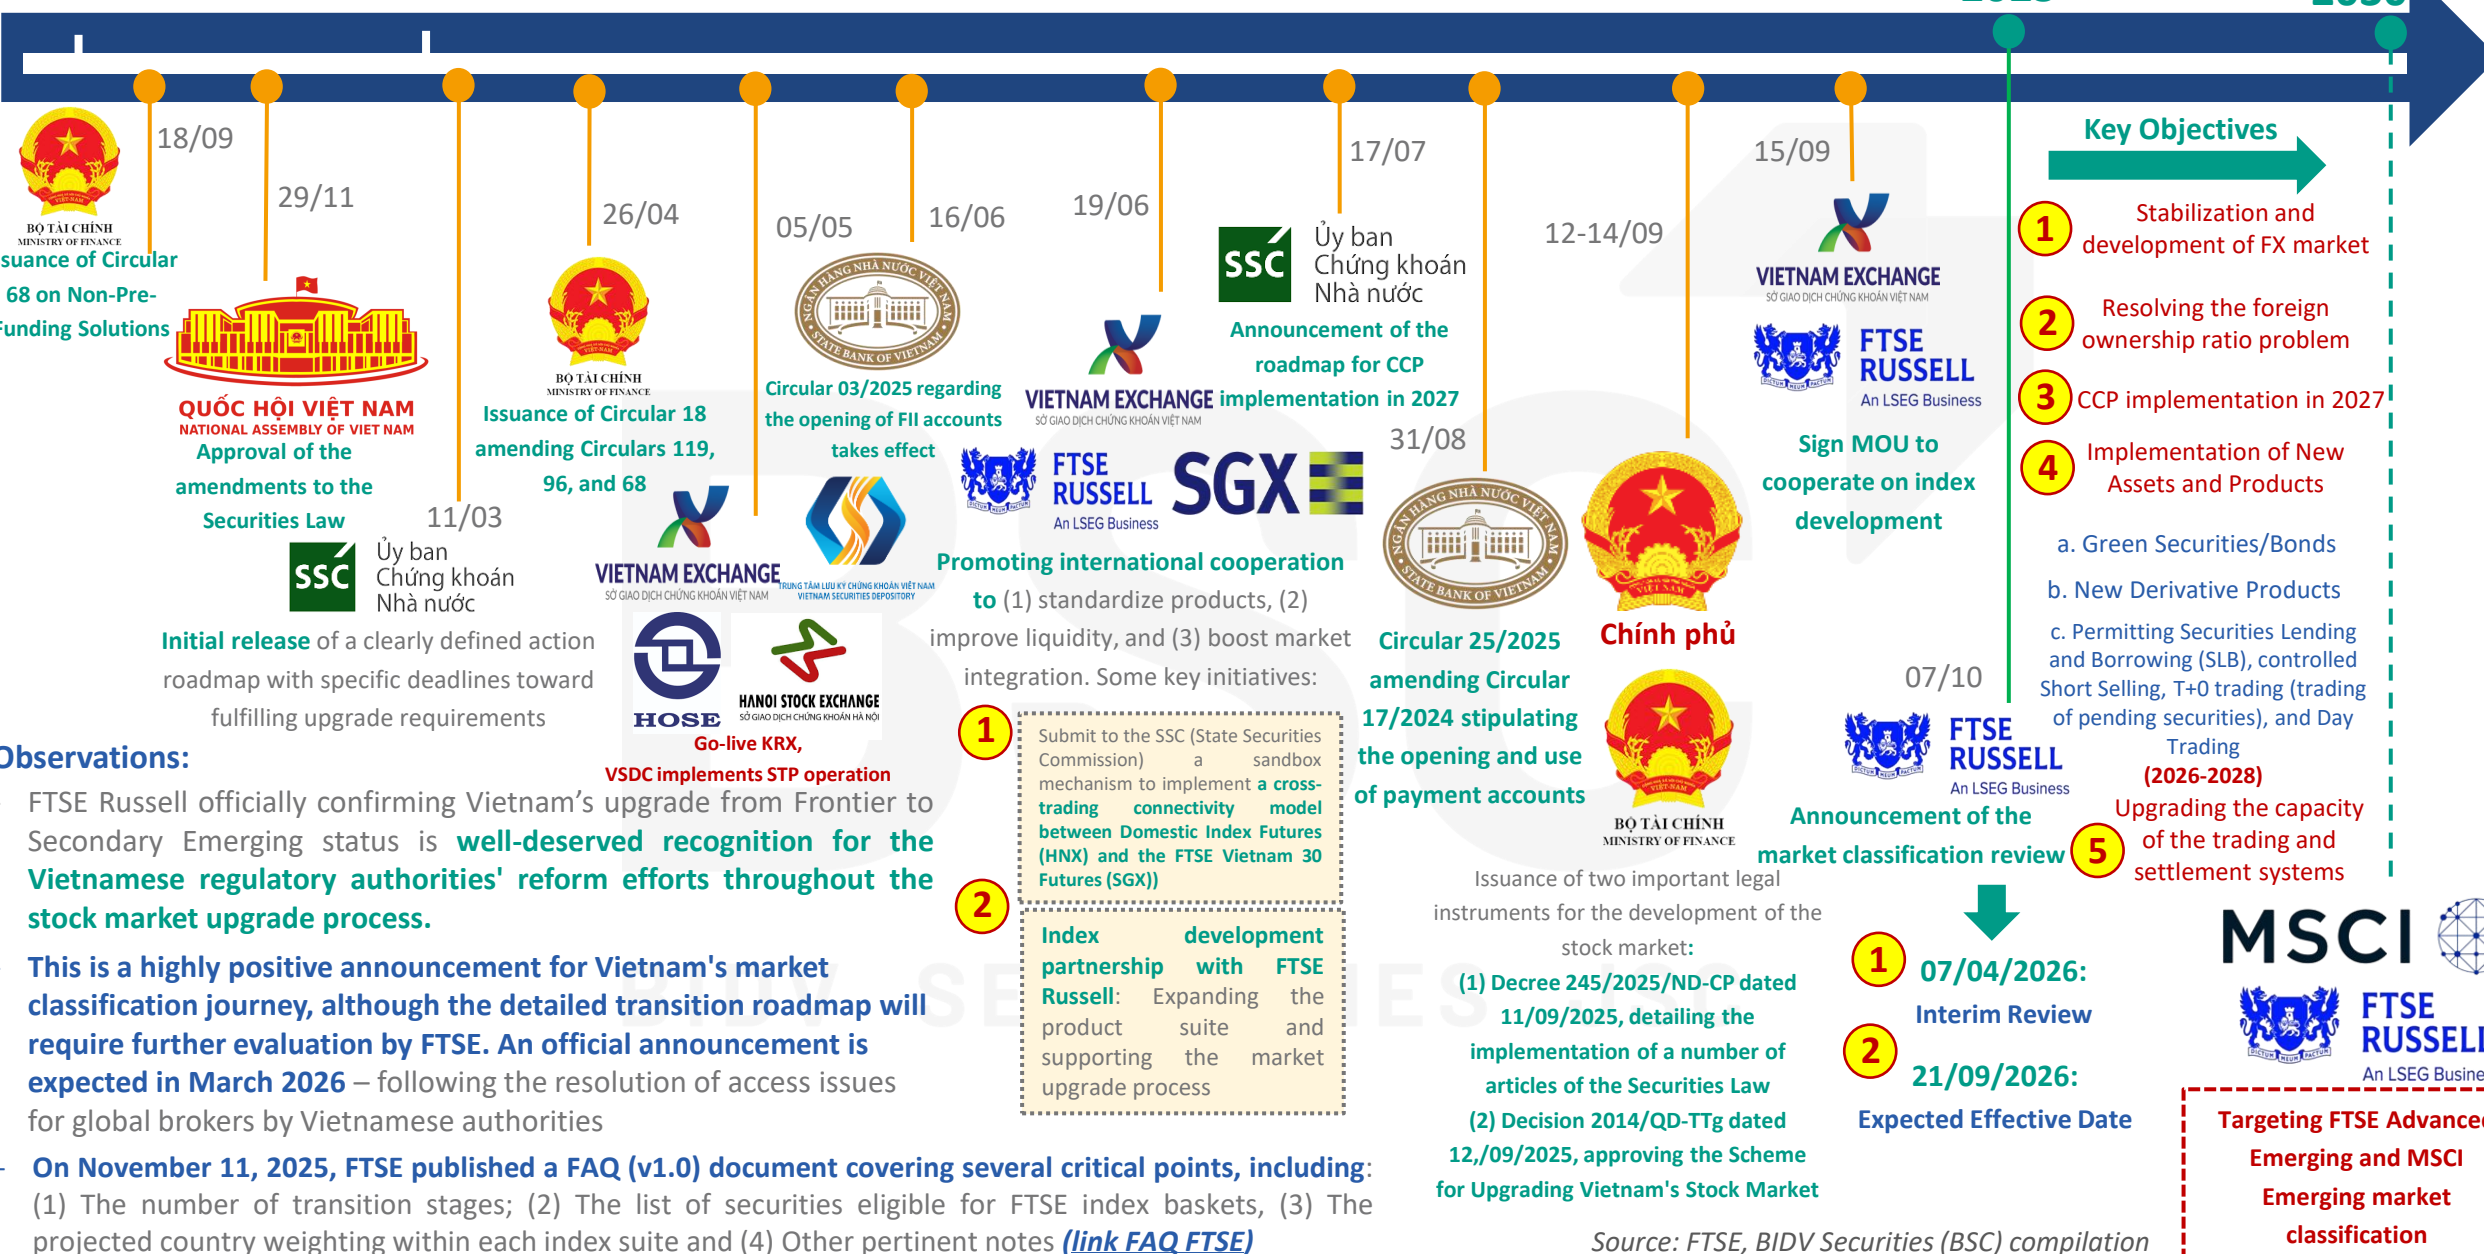 18/09
BỘ TÀI CHÍNH
MINISTRY OF FINANCE
ssuance of Circular
68 on Non-Pre-
Funding Solutions
29/11
QUỐC HỘI VIỆT NAM
NATIONAL ASSEMBLY OF VIET NAM
Approval of the
amendments to the
Securities Law
11/03
SSC
Ủy ban
Chứng khoán
Nhà nước
Initial release of a clearly defined action
roadmap with specific deadlines toward
fulfilling upgrade requirements
26/04
BỘ TÀI CHÍNH
MINISTRY OF FINANCE
Issuance of Circular 18
amending Circulars 119,
96, and 68
05/05
VIETNAM EXCHANGE
SỞ GIAO DỊCH CHỨNG KHOÁN VIỆT NAM
TRUNG TÂM LƯU KÝ CHỨNG KHOÁN VIỆT NAM
VIETNAM SECURITIES DEPOSITORY
HOSE
HANOI STOCK EXCHANGE
SỞ GIAO DỊCH CHỨNG KHOÁN HÀ NỘI
Go-live KRX,
VSDC implements STP operation
16/06
NGÂN HÀNG NHÀ NƯỚC VIỆT NAM
STATE BANK OF VIETNAM
Circular 03/2025 regarding
the opening of FII accounts
takes effect
19/06
VIETNAM EXCHANGE
SỞ GIAO DỊCH CHỨNG KHOÁN VIỆT NAM
FTSE
RUSSELL
An LSEG Business
SGX
Promoting international cooperation
to (1) standardize products, (2)
improve liquidity, and (3) boost market
integration. Some key initiatives:
1
Submit to the SSC (State Securities
Commission) a sandbox
mechanism to implement a cross-
trading connectivity model
between Domestic Index Futures
(HNX) and the FTSE Vietnam 30
Futures (SGX))
2
Index development
partnership with FTSE
Russell: Expanding the
product suite and
supporting the market
upgrade process
17/07
SSC
Ủy ban
Chứng khoán
Nhà nước
Announcement of the
roadmap for CCP
implementation in 2027
31/08
NGÂN HÀNG NHÀ NƯỚC VIỆT NAM
STATE BANK OF VIETNAM
Circular 25/2025
amending Circular
17/2024 stipulating
the opening and use
of payment accounts
12-14/09
Chính phủ
BỘ TÀI CHÍNH
MINISTRY OF FINANCE
Issuance of two important legal
instruments for the development of the
stock market:
(1) Decree 245/2025/ND-CP dated
11/09/2025, detailing the
implementation of a number of
articles of the Securities Law
(2) Decision 2014/QD-TTg dated
12,/09/2025, approving the Scheme
for Upgrading Vietnam's Stock Market
15/09
VIETNAM EXCHANGE
SỞ GIAO DỊCH CHỨNG KHOÁN VIỆT NAM
FTSE
RUSSELL
An LSEG Business
Sign MOU to
cooperate on index
development
07/10
FTSE
RUSSELL
An LSEG Business
Announcement of the
market classification review
1
07/04/2026:
Interim Review
2
21/09/2026:
Expected Effective Date
Key Objectives
1
Stabilization and
development of FX market
2
Resolving the foreign
ownership ratio problem
3
CCP implementation in 2027
4
Implementation of New
Assets and Products
a. Green Securities/Bonds
b. New Derivative Products
c. Permitting Securities Lending
and Borrowing (SLB), controlled
Short Selling, T+0 trading (trading
of pending securities), and Day
Trading
(2026-2028)
5
Upgrading the capacity
of the trading and
settlement systems
MSCI
FTSE
RUSSELL
An LSEG Busine
Targeting FTSE Advanced
Emerging and MSCI
Emerging market
classification
Observations:
- FTSE Russell officially confirming Vietnam's upgrade from Frontier to
Secondary Emerging status is well-deserved recognition for the
Vietnamese regulatory authorities' reform efforts throughout the
stock market upgrade process.
- This is a highly positive announcement for Vietnam's market
classification journey, although the detailed transition roadmap will
require further evaluation by FTSE. An official announcement is
expected in March 2026 – following the resolution of access issues
for global brokers by Vietnamese authorities
- On November 11, 2025, FTSE published a FAQ (v1.0) document covering several critical points, including:
(1) The number of transition stages; (2) The list of securities eligible for FTSE index baskets, (3) The
projected country weighting within each index suite and (4) Other pertinent notes (link FAQ FTSE)
Source: FTSE, BIDV Securities (BSC) compilation